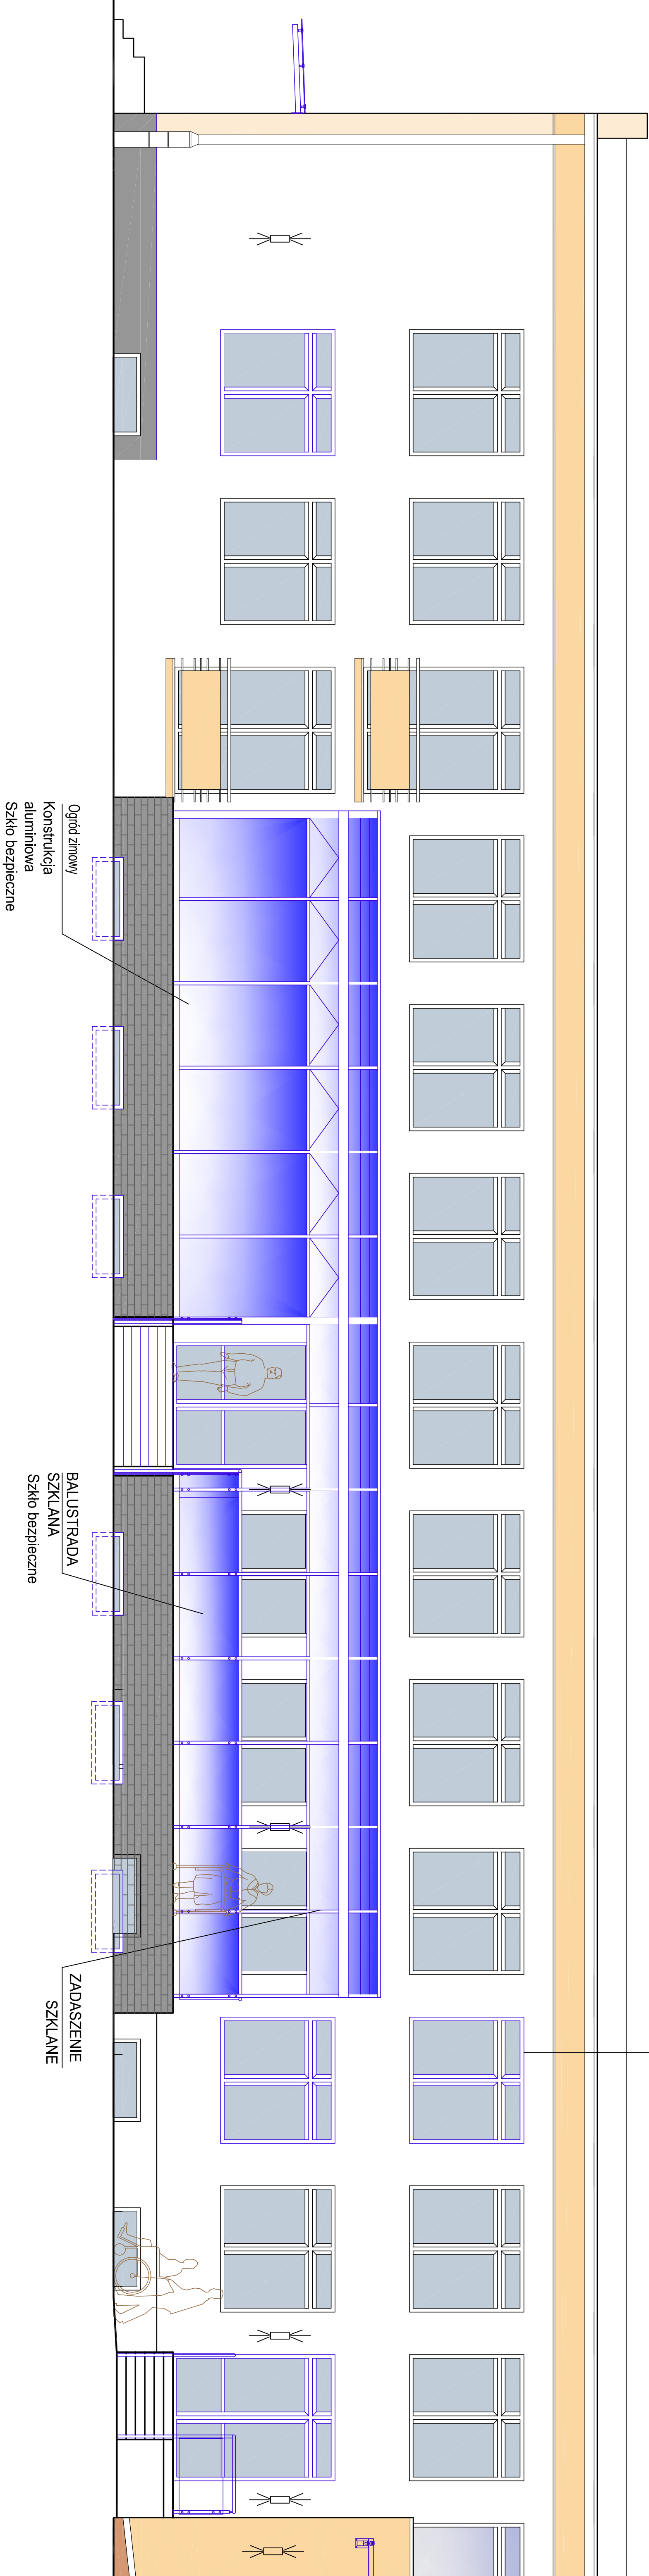 Ogród zimowy
Konstrukcja
aluminiowa
Szkło bezpieczne
BALUSTRADA
SZKLANA
Szkło bezpieczne
ZADASZENIE
SZKLANE